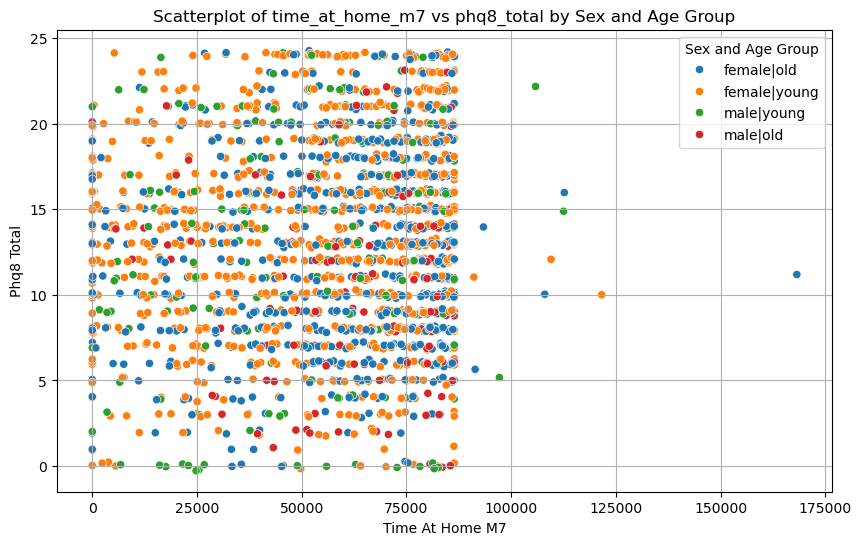 Scatterplot of time_at_home_m7 vs phq8_total by Sex and Age Group
Sex and Age Group
female|old
female|young
male|young
male|old
Phq8 Total
25
20
15
10
5
0
0
25000
50000
75000
100000
125000
150000
175000
Time At Home M7